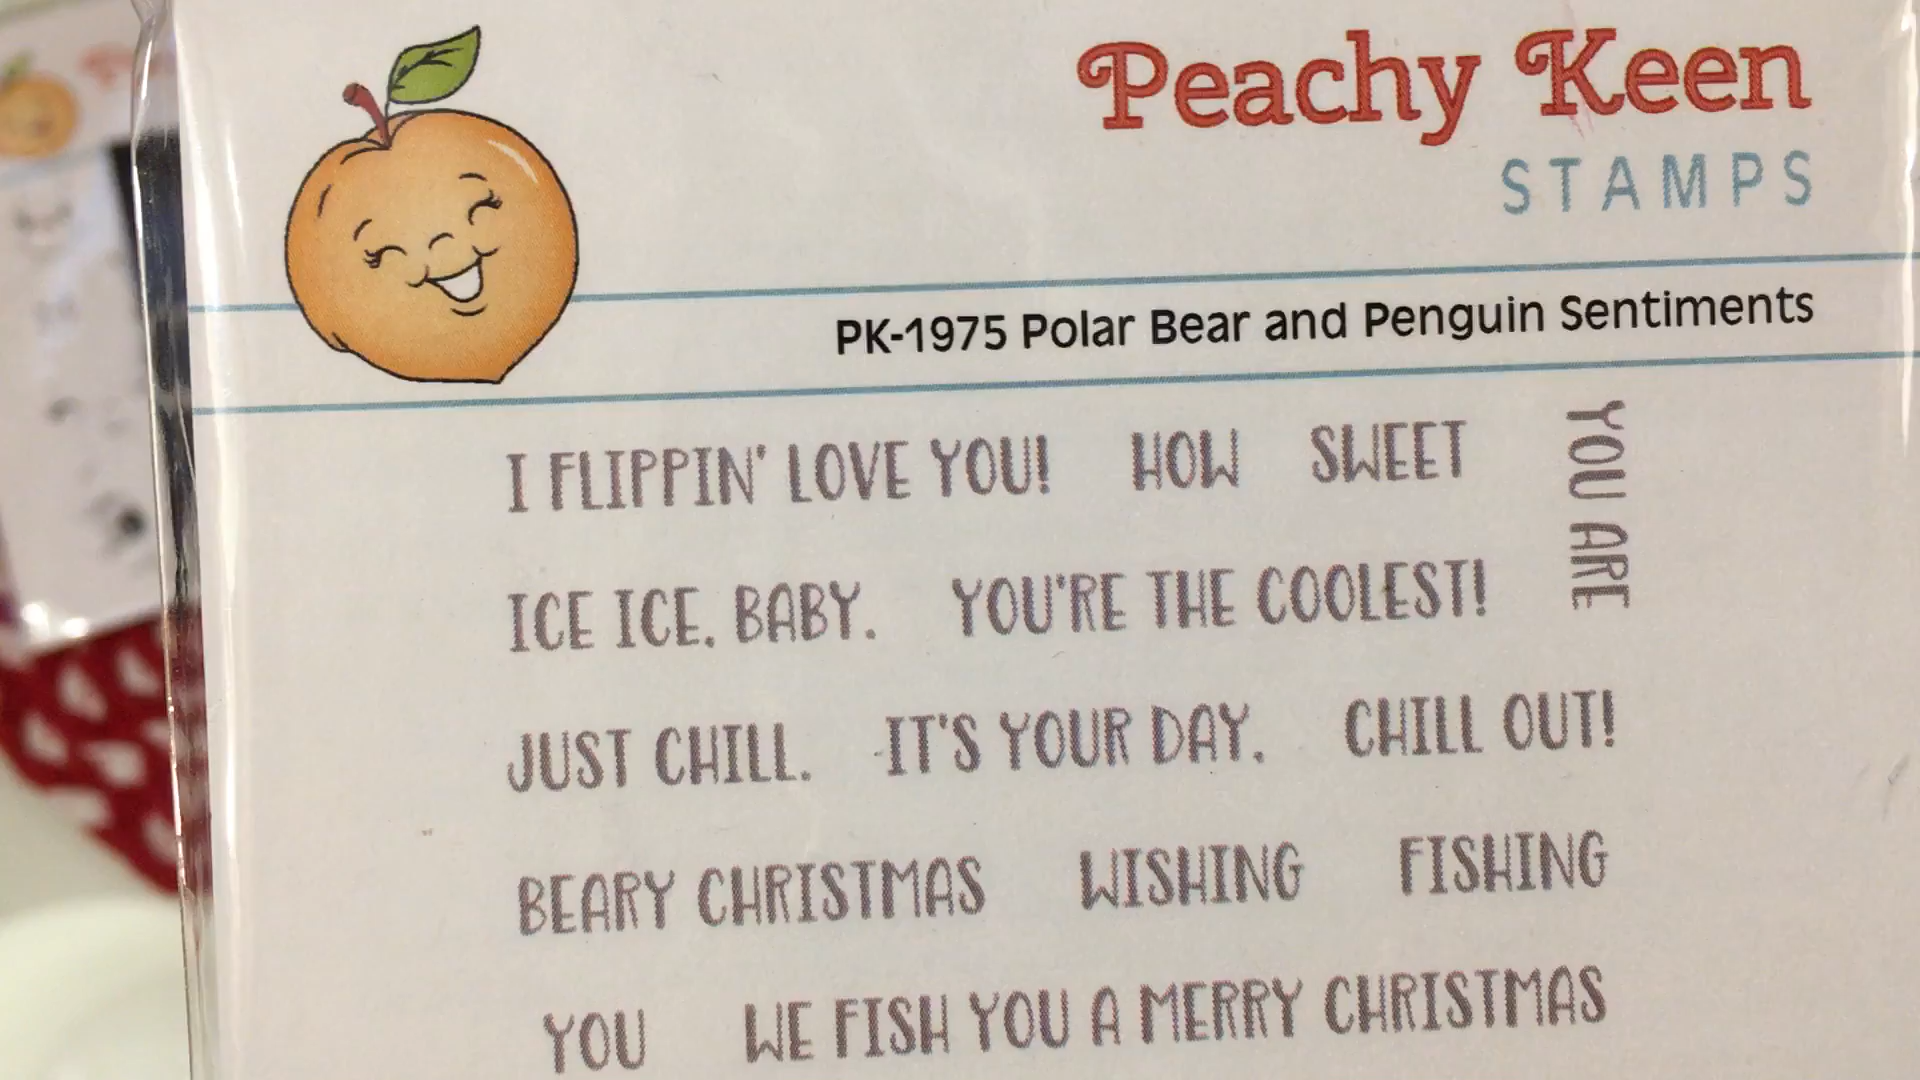 Peachy Keen
STAMPS
PK-1975 Polar Bear and Penguin Sentiments
I FLIPPIN' LOVE YOU! HOW SWEET
YOU ARE
ICE ICE. BABY. YOU'RE THE COOLEST!
JUST CHILL. IT'S YOUR DAY. CHILL OUT!
BEARY CHRISTMAS WISHING FISHING
YOU WE FISH YOU A MERRY CHRISTMAS